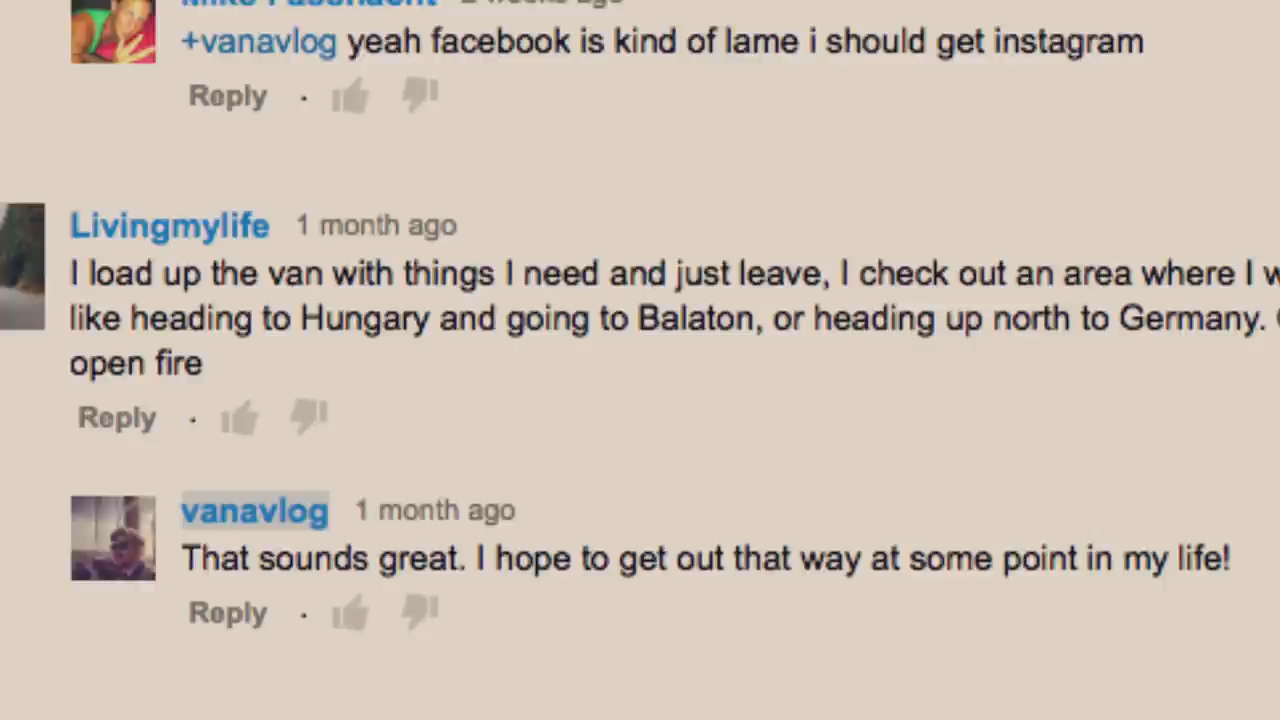 +vanavlog yeah facebook is kind of lame i should get instagram
Reply ·
Livingmylife 1 month ago
I load up the van with things I need and just leave, I check out an area where I
like heading to Hungary and going to Balaton, or heading up north to Germany.
open fire
Reply ·
vanavlog 1 month ago
That sounds great. I hope to get out that way at some point in my life!
Reply ·